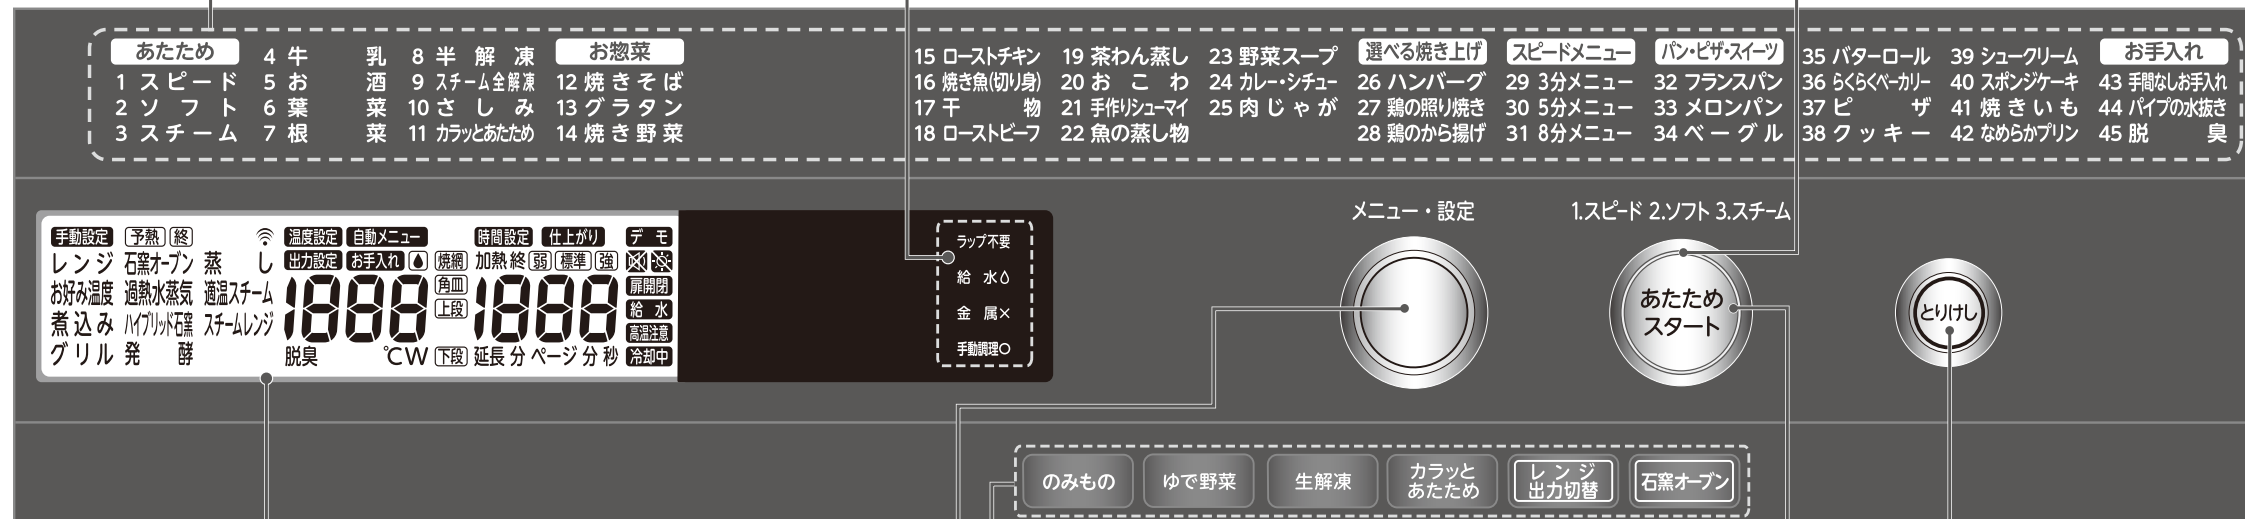 あたため
1 スピード
2 ソフト
3 スチーム
4 牛乳
5 お酒
6 葉菜
7 根菜
8 半解凍
9 スチーム全解凍
10 さしみ
11 カラッとあたため
お惣菜
12 焼きそば
13 グラタン
14 焼き野菜
15 ローストチキン
16 焼き魚(切り身)
17 干物
18 ローストビーフ
19 茶わん蒸し
20 おこわ
21 手作りシューマイ
22 魚の蒸し物
23 野菜スープ
24 カレー・シチュー
25 肉じゃが
選べる焼き上げ
26 ハンバーグ
27 鶏の照り焼き
28 鶏のから揚げ
スピードメニュー
29 3分メニュー
30 5分メニュー
31 8分メニュー
パン・ピザ・スイーツ
32 フランスパン
33 メロンパン
34 ベーグル
35 バターロール
36 らくらくベーカリー
37 ピザ
38 クッキー
39 シュークリーム
40 スポンジケーキ
41 焼きいも
42 なめらかプリン
お手入れ
43 手間なしお手入れ
44 パイプの水抜き
45 脱臭
手動設定 予熱 終 温度設定 自動メニュー 時間設定 仕上がり デモ
レンジ 石窯オーブン 蒸し 出力設定 お手入れ 焼網 加熱終 弱 標準 強
お好み温度 過熱水蒸気 適温スチーム 1888 角皿 1888 扉開閉
煮込み ハイブリッド石窯 スチームレンジ 上段 給水
高温注意
グリル 発酵 脱臭 ℃W 下段 延長 分 ページ 分 秒 冷却中
ラップ不要
給水
金属×
手動調理○
メニュー・設定
1.スピード 2.ソフト 3.スチーム
あたため
スタート
とりけし
のみもの
ゆで野菜
生解凍
カラッと
あたため
レンジ
出力切替
石窯オーブン